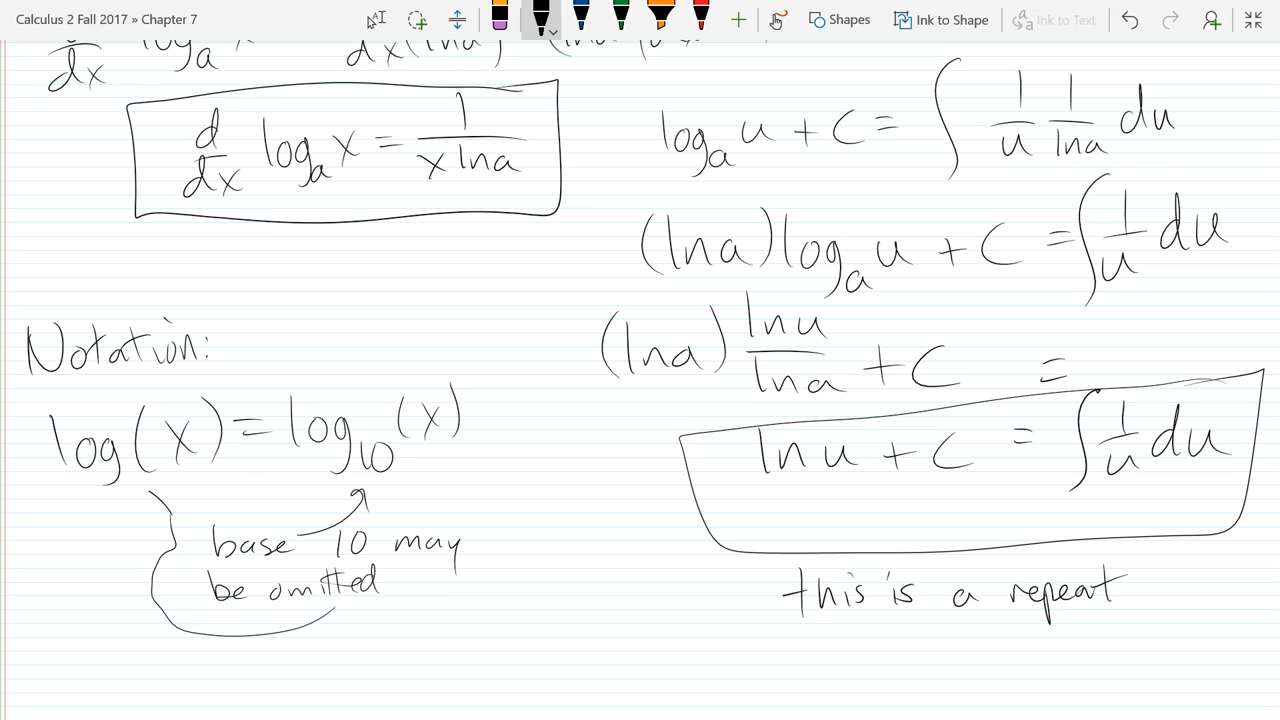 Calculus 2 Fall 2017 » Chapter 7
Shapes
Ink to Shape
Ink to Text
d/dx log_a x
d/dx log_a x = 1/(x ln a)
Notation:
log(x) = log_10(x)
base 10 may
be omitted
log_a u + C = ∫ 1/u 1/ln a du
(ln a) log_a u + C = ∫ 1/u du
(ln a) ln u/ln a + C =
ln u + C = ∫ 1/u du
this is a repeat